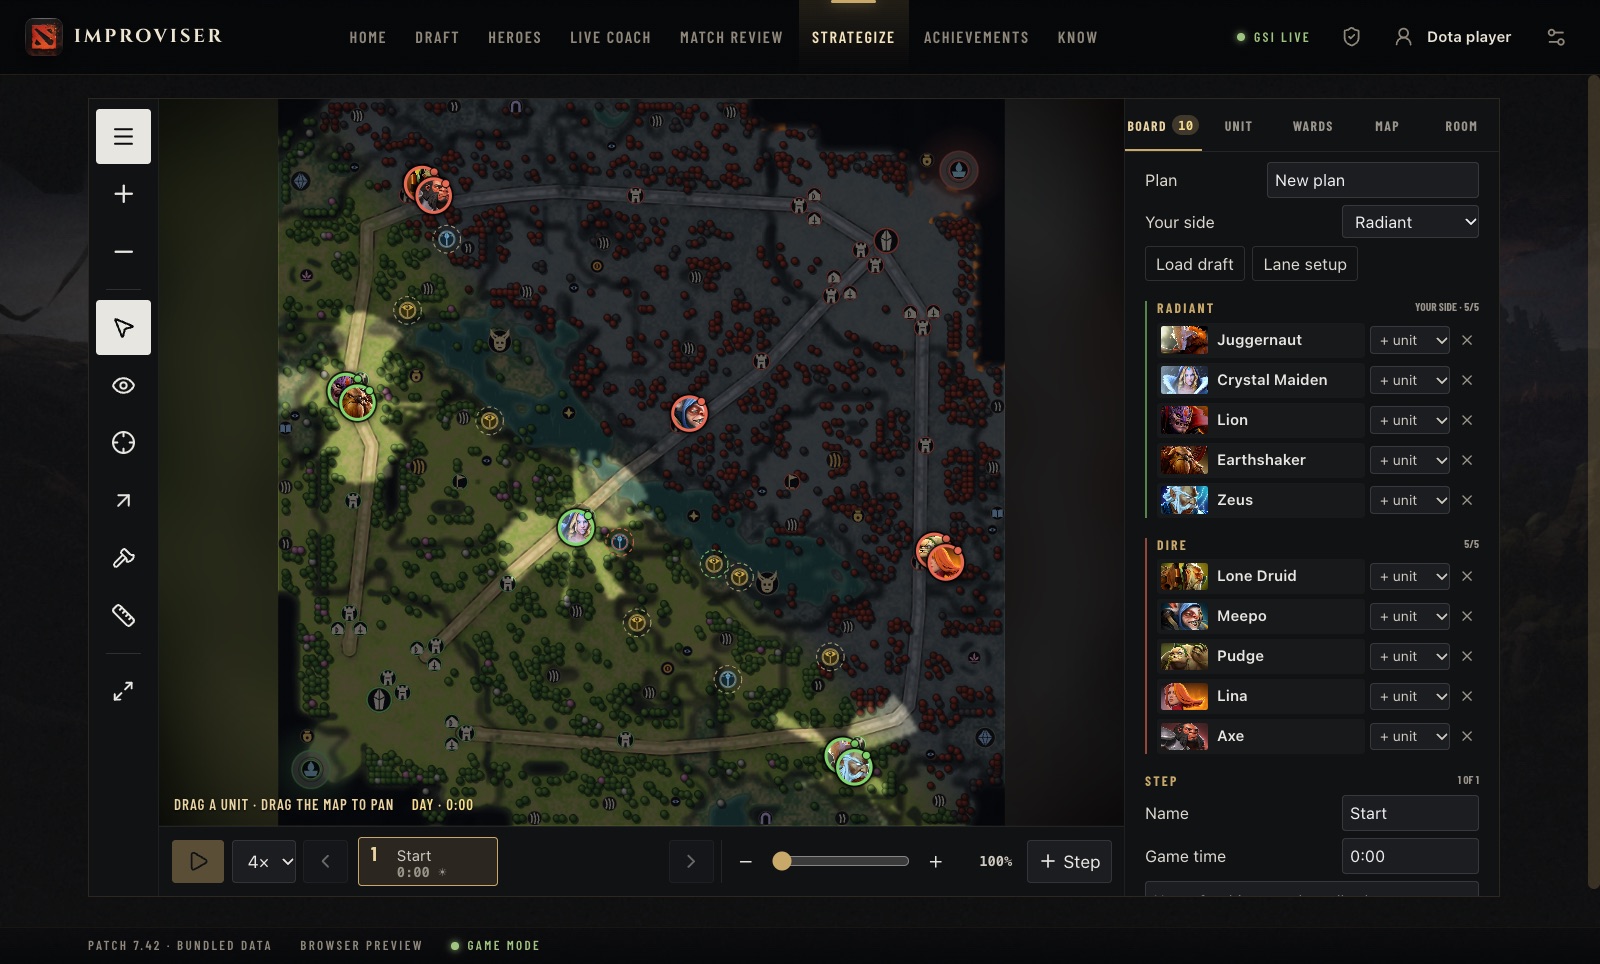 IMPROVISER
HOME DRAFT HEROES LIVE COACH MATCH REVIEW STRATEGIZE ACHIEVEMENTS KNOW
GSI LIVE
Dota player
BOARD 10 UNIT WARDS MAP ROOM
Plan New plan
Your side Radiant
Load draft Lane setup
RADIANT YOUR SIDE · 5/5
Juggernaut + unit
Crystal Maiden + unit
Lion + unit
Earthshaker + unit
Zeus + unit
DIRE 5/5
Lone Druid + unit
Meepo + unit
Pudge + unit
Lina + unit
Axe + unit
STEP 1 OF 1
Name Start
Game time 0:00
DRAG A UNIT · DRAG THE MAP TO PAN DAY · 0:00
4× 1 Start
0:00
100% + Step
PATCH 7.42 · BUNDLED DATA BROWSER PREVIEW GAME MODE